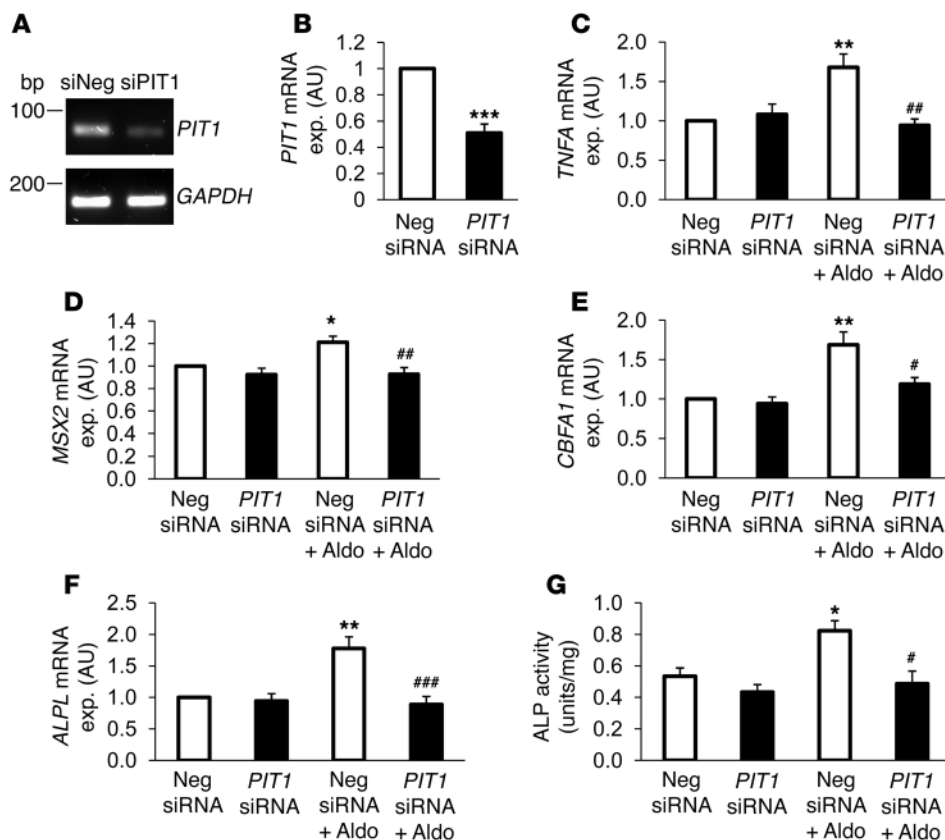 A
bp siNeg siPIT1
100
PIT1
200
GAPDH
B
PIT1 mRNA
exp. (AU)
1.2
1
0.8
0.6
0.4
0.2
0
***
Neg
siRNA
PIT1
siRNA
C
TNFA mRNA
exp. (AU)
2.0
1.5
1.0
0.5
0.0
**
##
Neg
siRNA
PIT1
siRNA
Neg
siRNA
+ Aldo
PIT1
siRNA
+ Aldo
D
MSX2 mRNA
exp. (AU)
1.4
1.2
1.0
0.8
0.6
0.4
0.2
0.0
*
##
Neg
siRNA
PIT1
siRNA
Neg
siRNA
+ Aldo
PIT1
siRNA
+ Aldo
E
CBFA1 mRNA
exp. (AU)
2.0
1.5
1.0
0.5
0.0
**
#
Neg
siRNA
PIT1
siRNA
Neg
siRNA
+ Aldo
PIT1
siRNA
+ Aldo
F
ALPL mRNA
exp. (AU)
2.5
2.0
1.5
1.0
0.5
0.0
**
###
Neg
siRNA
PIT1
siRNA
Neg
siRNA
+ Aldo
PIT1
siRNA
+ Aldo
G
ALP activity
(units/mg)
1.0
0.8
0.6
0.4
0.2
0.0
*
#
Neg
siRNA
PIT1
siRNA
Neg
siRNA
+ Aldo
PIT1
siRNA
+ Aldo